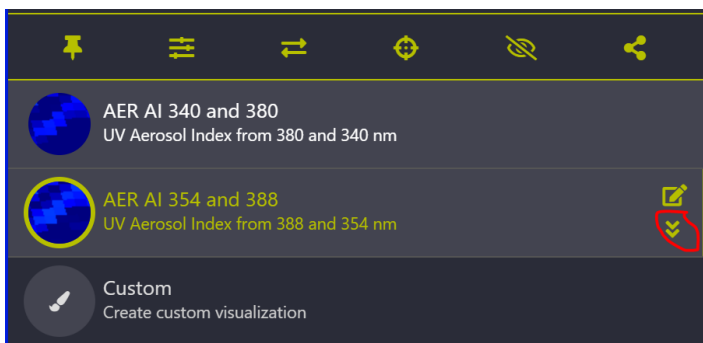 AER AI 340 and 380
UV Aerosol Index from 380 and 340 nm
AER AI 354 and 388
UV Aerosol Index from 388 and 354 nm
Custom
Create custom visualization